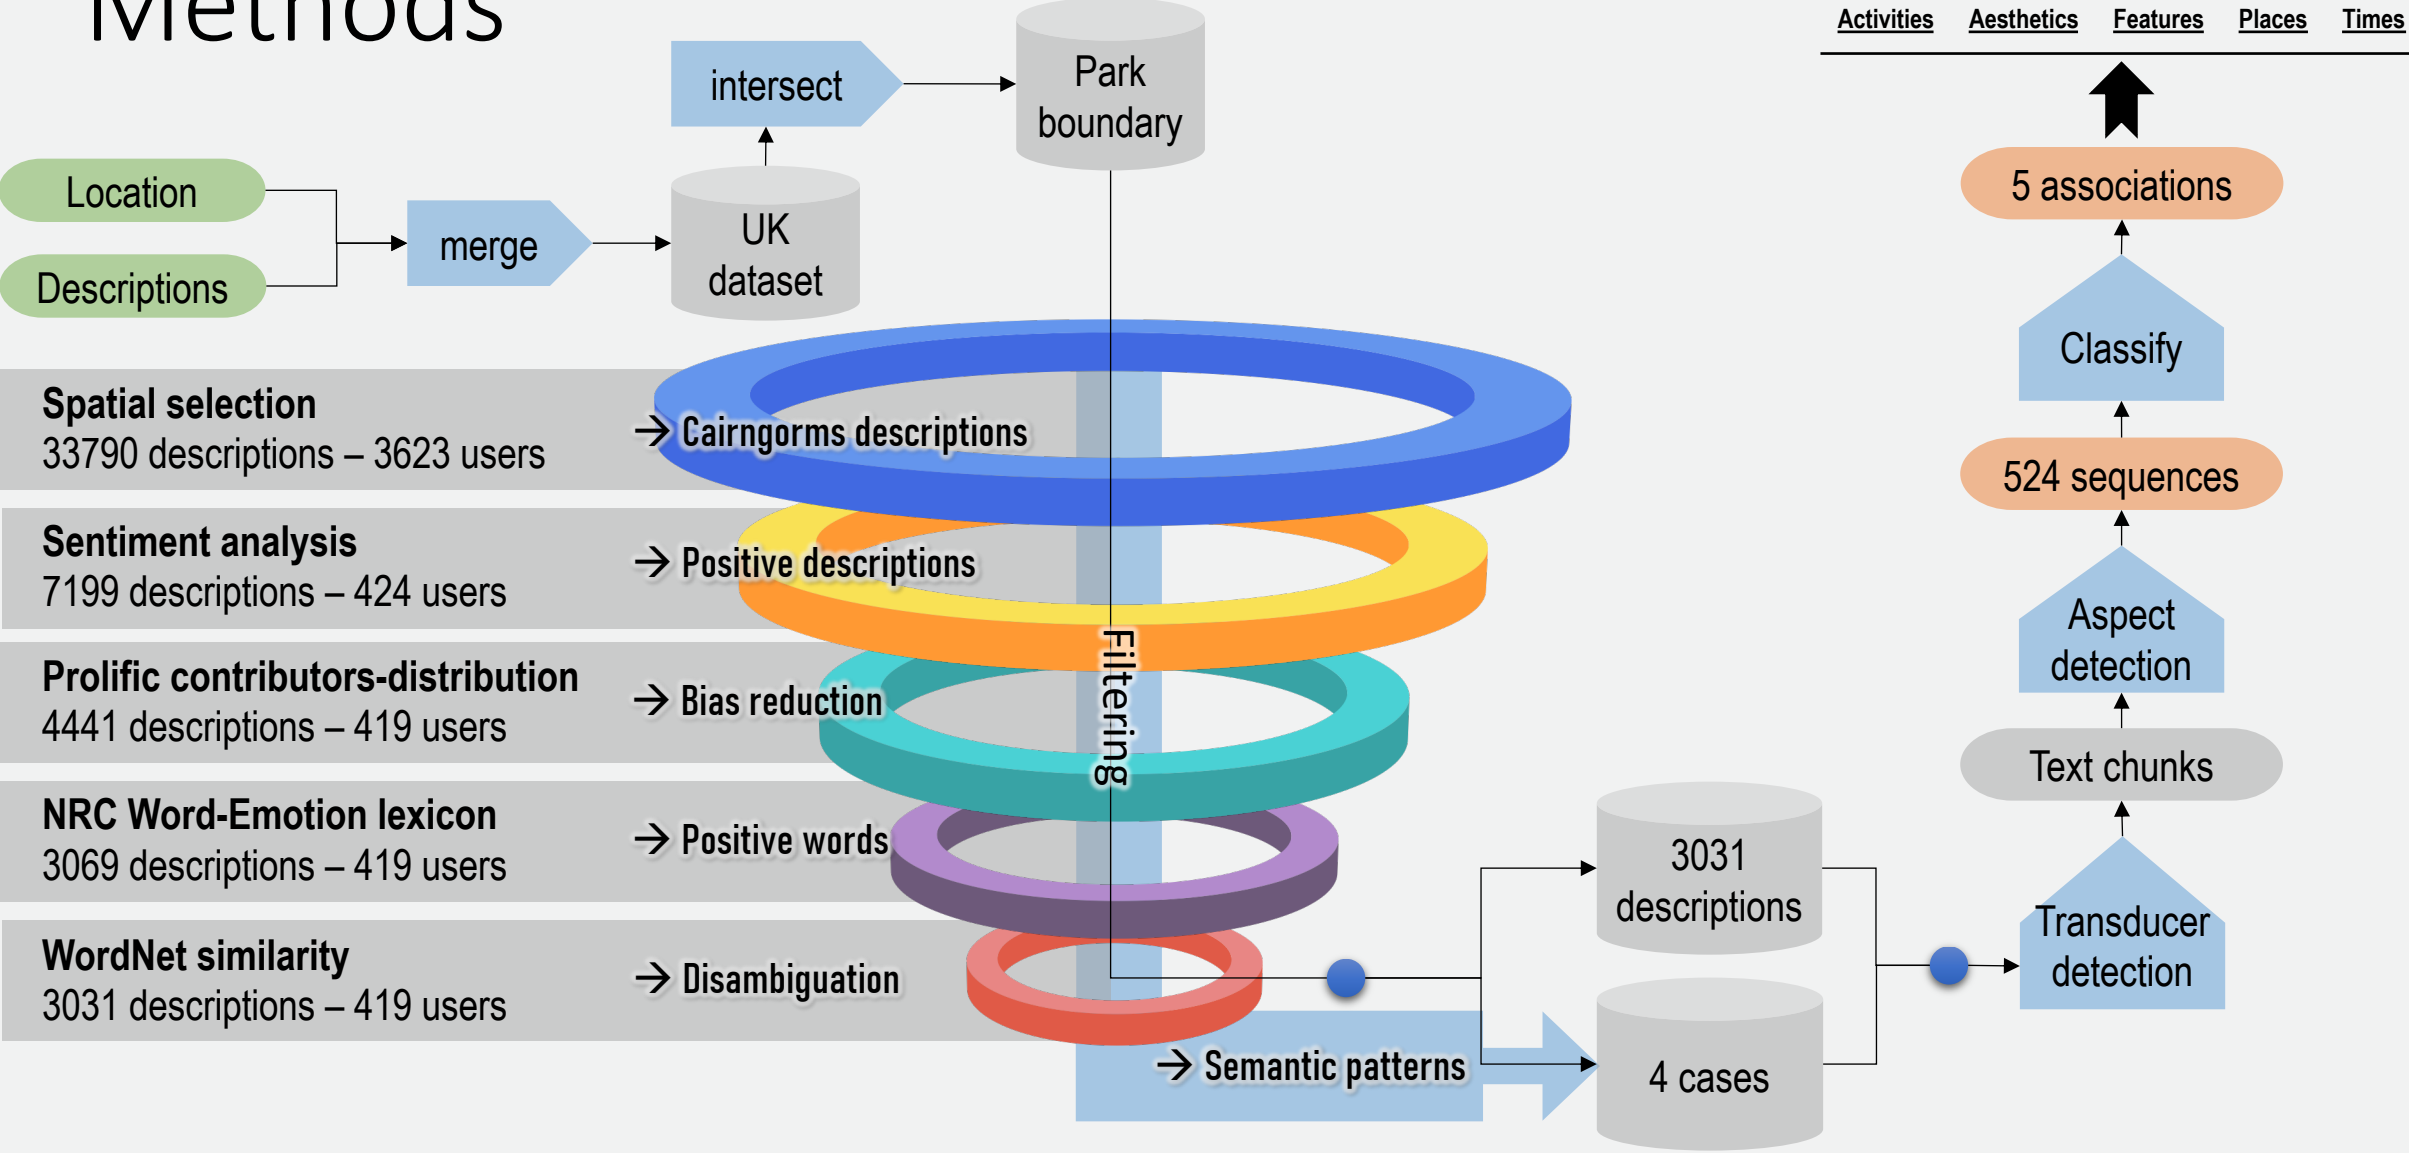 Methods
Activities Aesthetics Features Places Times
intersect
Park
boundary
Location
Descriptions
merge
UK
dataset
5 associations
Classify
524 sequences
Aspect
detection
Text chunks
Transducer
detection
Spatial selection
33790 descriptions – 3623 users
→ Cairngorms descriptions
Sentiment analysis
7199 descriptions – 424 users
→ Positive descriptions
Prolific contributors-distribution
4441 descriptions – 419 users
→ Bias reduction
NRC Word-Emotion lexicon
3069 descriptions – 419 users
→ Positive words
WordNet similarity
3031 descriptions – 419 users
→ Disambiguation
Filtering
→ Semantic patterns
3031
descriptions
4 cases